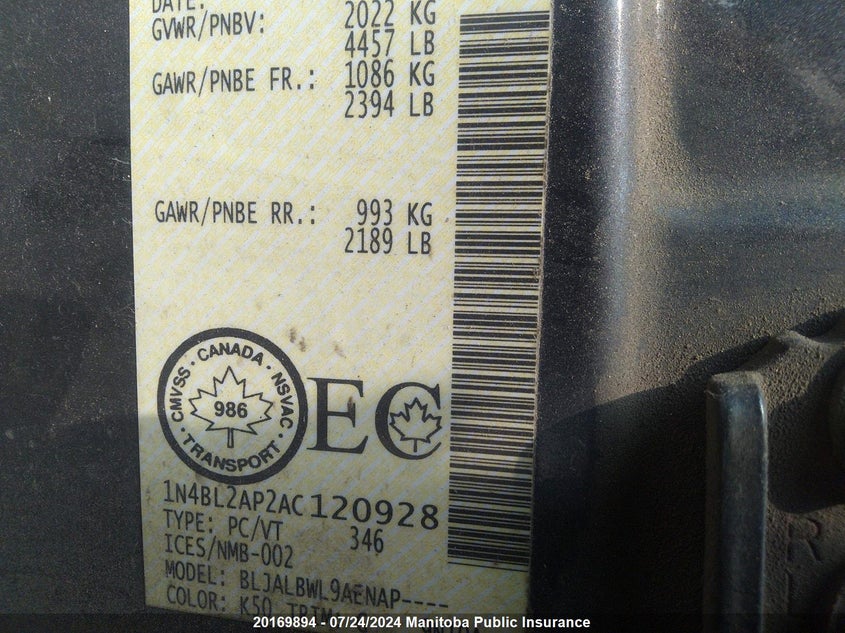 DATE:
GVWR/PNBV: 2022 KG
4457 LB
GAWR/PNBE FR.: 1086 KG
2394 LB
GAWR/PNBE RR.: 993 KG
2189 LB
CMVSS · CANADA · NSVAC · TRANSPORT ·
986
EC
1N4BL2AP2AC120928
TYPE: PC/VT 346
ICES/NMB-002
MODEL: BLJALBWL9AENAP----
COLOR: K50 TRIM:
R
20169894 - 07/24/2024 Manitoba Public Insurance